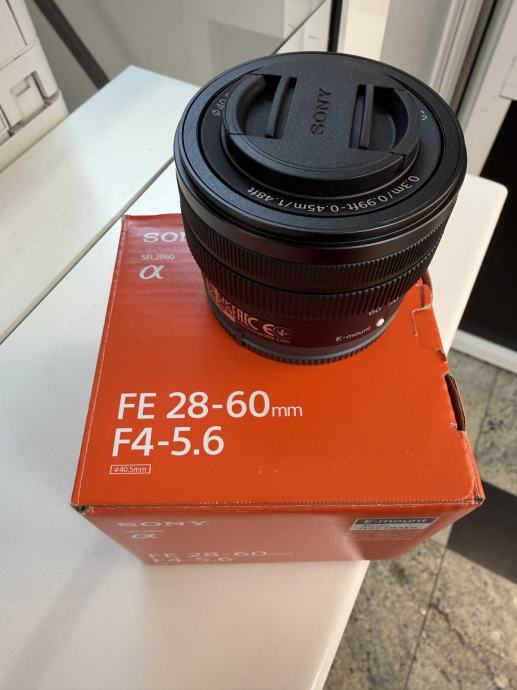 SONY
0.3m/0.99ft-0.45m/1.48ft
60
E-mount
SEL2860
α
FE 28-60mm
F4-5.6
⌀40.5mm
SONY
α
E-mount
FE 28-60mm
F4-5.6